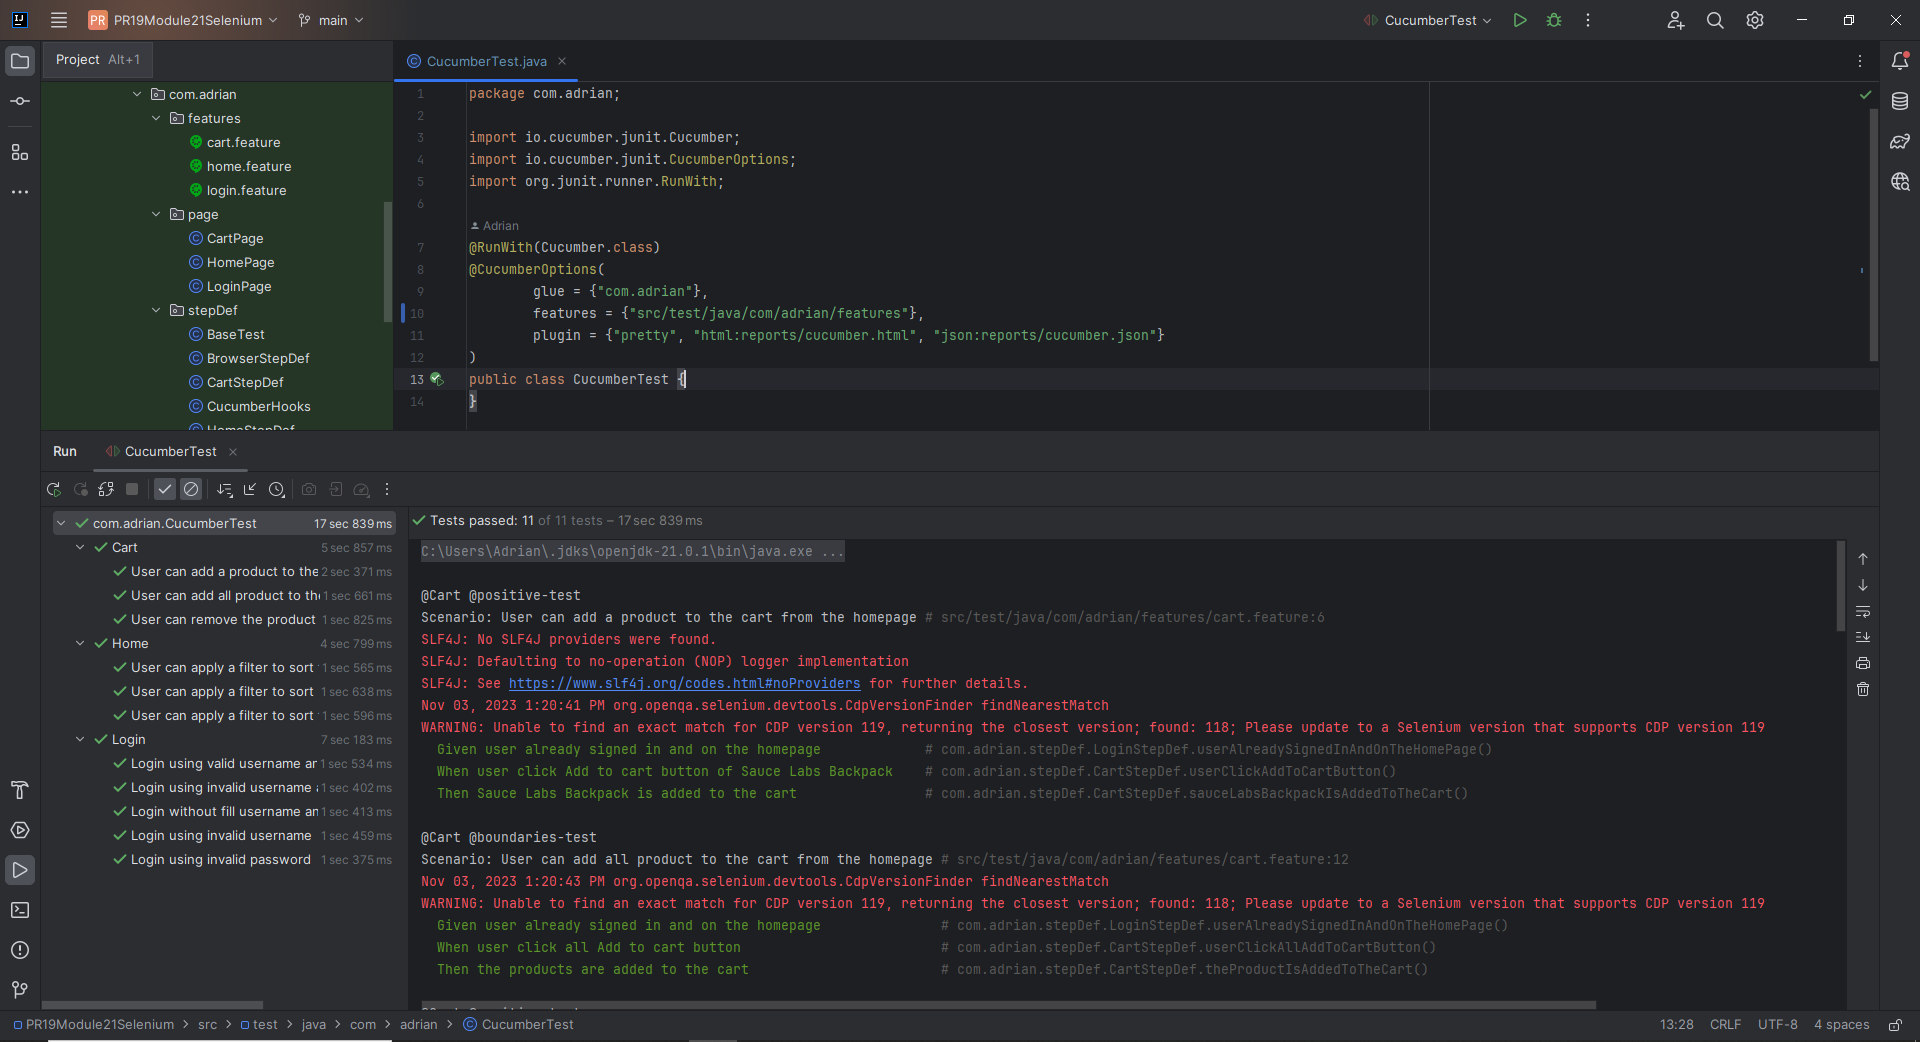 PR PR19Module21Selenium main CucumberTest
Project Alt+1
CucumberTest.java
com.adrian
features
cart.feature
home.feature
login.feature
page
CartPage
HomePage
LoginPage
stepDef
BaseTest
BrowserStepDef
CartStepDef
CucumberHooks
HomeStepDef
1 package com.adrian;
2
3 import io.cucumber.junit.Cucumber;
4 import io.cucumber.junit.CucumberOptions;
5 import org.junit.runner.RunWith;
6
Adrian
7 @RunWith(Cucumber.class)
8 @CucumberOptions(
9 glue = {"com.adrian"},
10 features = {"src/test/java/com/adrian/features"},
11 plugin = {"pretty", "html:reports/cucumber.html", "json:reports/cucumber.json"}
12 )
13 public class CucumberTest {
14 }
Run CucumberTest
com.adrian.CucumberTest 17 sec 839 ms
Cart 5 sec 857 ms
User can add a product to the 2 sec 371 ms
User can add all product to the 1 sec 661 ms
User can remove the product 1 sec 825 ms
Home 4 sec 799 ms
User can apply a filter to sort 1 sec 565 ms
User can apply a filter to sort 1 sec 638 ms
User can apply a filter to sort 1 sec 596 ms
Login 7 sec 183 ms
Login using valid username an 1 sec 534 ms
Login using invalid username 1 sec 402 ms
Login without fill username an 1 sec 413 ms
Login using invalid username 1 sec 459 ms
Login using invalid password 1 sec 375 ms
Tests passed: 11 of 11 tests – 17 sec 839 ms
C:\Users\Adrian\.jdks\openjdk-21.0.1\bin\java.exe ...
@Cart @positive-test
Scenario: User can add a product to the cart from the homepage # src/test/java/com/adrian/features/cart.feature:6
SLF4J: No SLF4J providers were found.
SLF4J: Defaulting to no-operation (NOP) logger implementation
SLF4J: See https://www.slf4j.org/codes.html#noProviders for further details.
Nov 03, 2023 1:20:41 PM org.openqa.selenium.devtools.CdpVersionFinder findNearestMatch
WARNING: Unable to find an exact match for CDP version 119, returning the closest version; found: 118; Please update to a Selenium version that supports CDP version 119
Given user already signed in and on the homepage # com.adrian.stepDef.LoginStepDef.userAlreadySignedInAndOnTheHomePage()
When user click Add to cart button of Sauce Labs Backpack # com.adrian.stepDef.CartStepDef.userClickAddToCartButton()
Then Sauce Labs Backpack is added to the cart # com.adrian.stepDef.CartStepDef.sauceLabsBackpackIsAddedToTheCart()
@Cart @boundaries-test
Scenario: User can add all product to the cart from the homepage # src/test/java/com/adrian/features/cart.feature:12
Nov 03, 2023 1:20:43 PM org.openqa.selenium.devtools.CdpVersionFinder findNearestMatch
WARNING: Unable to find an exact match for CDP version 119, returning the closest version; found: 118; Please update to a Selenium version that supports CDP version 119
Given user already signed in and on the homepage # com.adrian.stepDef.LoginStepDef.userAlreadySignedInAndOnTheHomePage()
When user click all Add to cart button # com.adrian.stepDef.CartStepDef.userClickAllAddToCartButton()
Then the products are added to the cart # com.adrian.stepDef.CartStepDef.theProductIsAddedToTheCart()
PR19Module21Selenium > src > test > java > com > adrian > CucumberTest 13:28 CRLF UTF-8 4 spaces